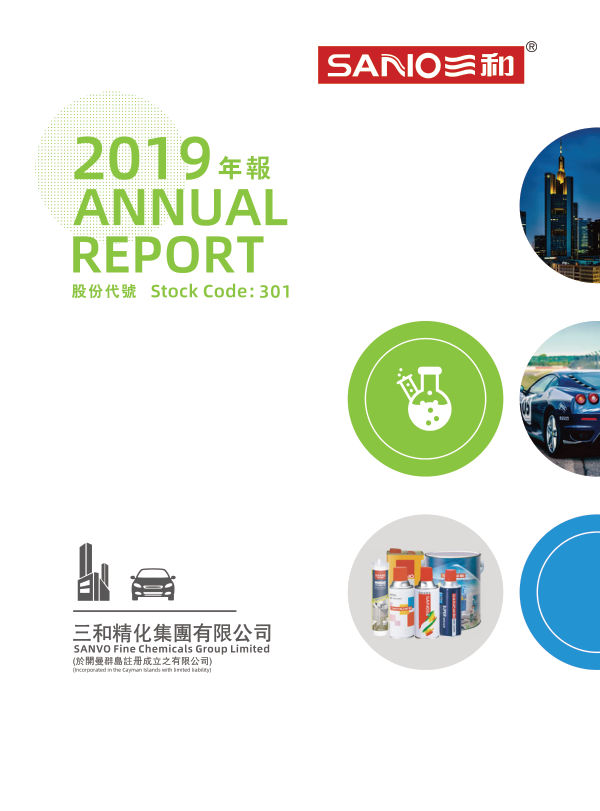 SANO三和®
2019年報
ANNUAL
REPORT
股份代號 Stock Code: 301
三和精化集團有限公司
SANVO Fine Chemicals Group Limited
(於開曼群島註册成立之有限公司)
(Incorporated in the Cayman Islands with limited liability)